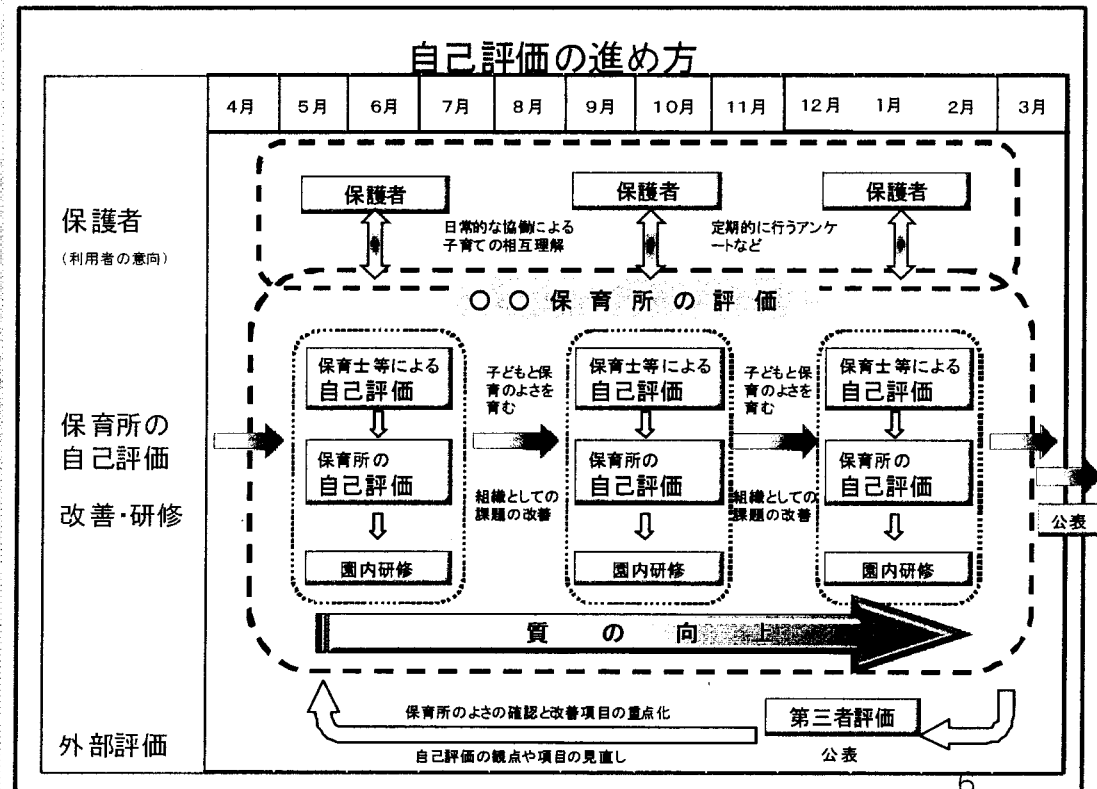 自己評価の進め方
4月 5月 6月 7月 8月 9月 10月 11月 12月 1月 2月 3月
保護者
(利用者の意向)
保護者
保護者
保護者
日常的な協働による
子育ての相互理解
定期的に行うアンケ
ートなど
○○保育所の評価
保育所の
自己評価
改善・研修
保育士等による
自己評価
保育所の
自己評価
園内研修
子どもと保
育のよさを
育む
組織としての
課題の改善
保育士等による
自己評価
保育所の
自己評価
園内研修
子どもと保
育のよさを
育む
組織としての
課題の改善
保育士等による
自己評価
保育所の
自己評価
園内研修
公表
質の向上
外部評価
保育所のよさの確認と改善項目の重点化
自己評価の観点や項目の見直し
第三者評価
公表
6